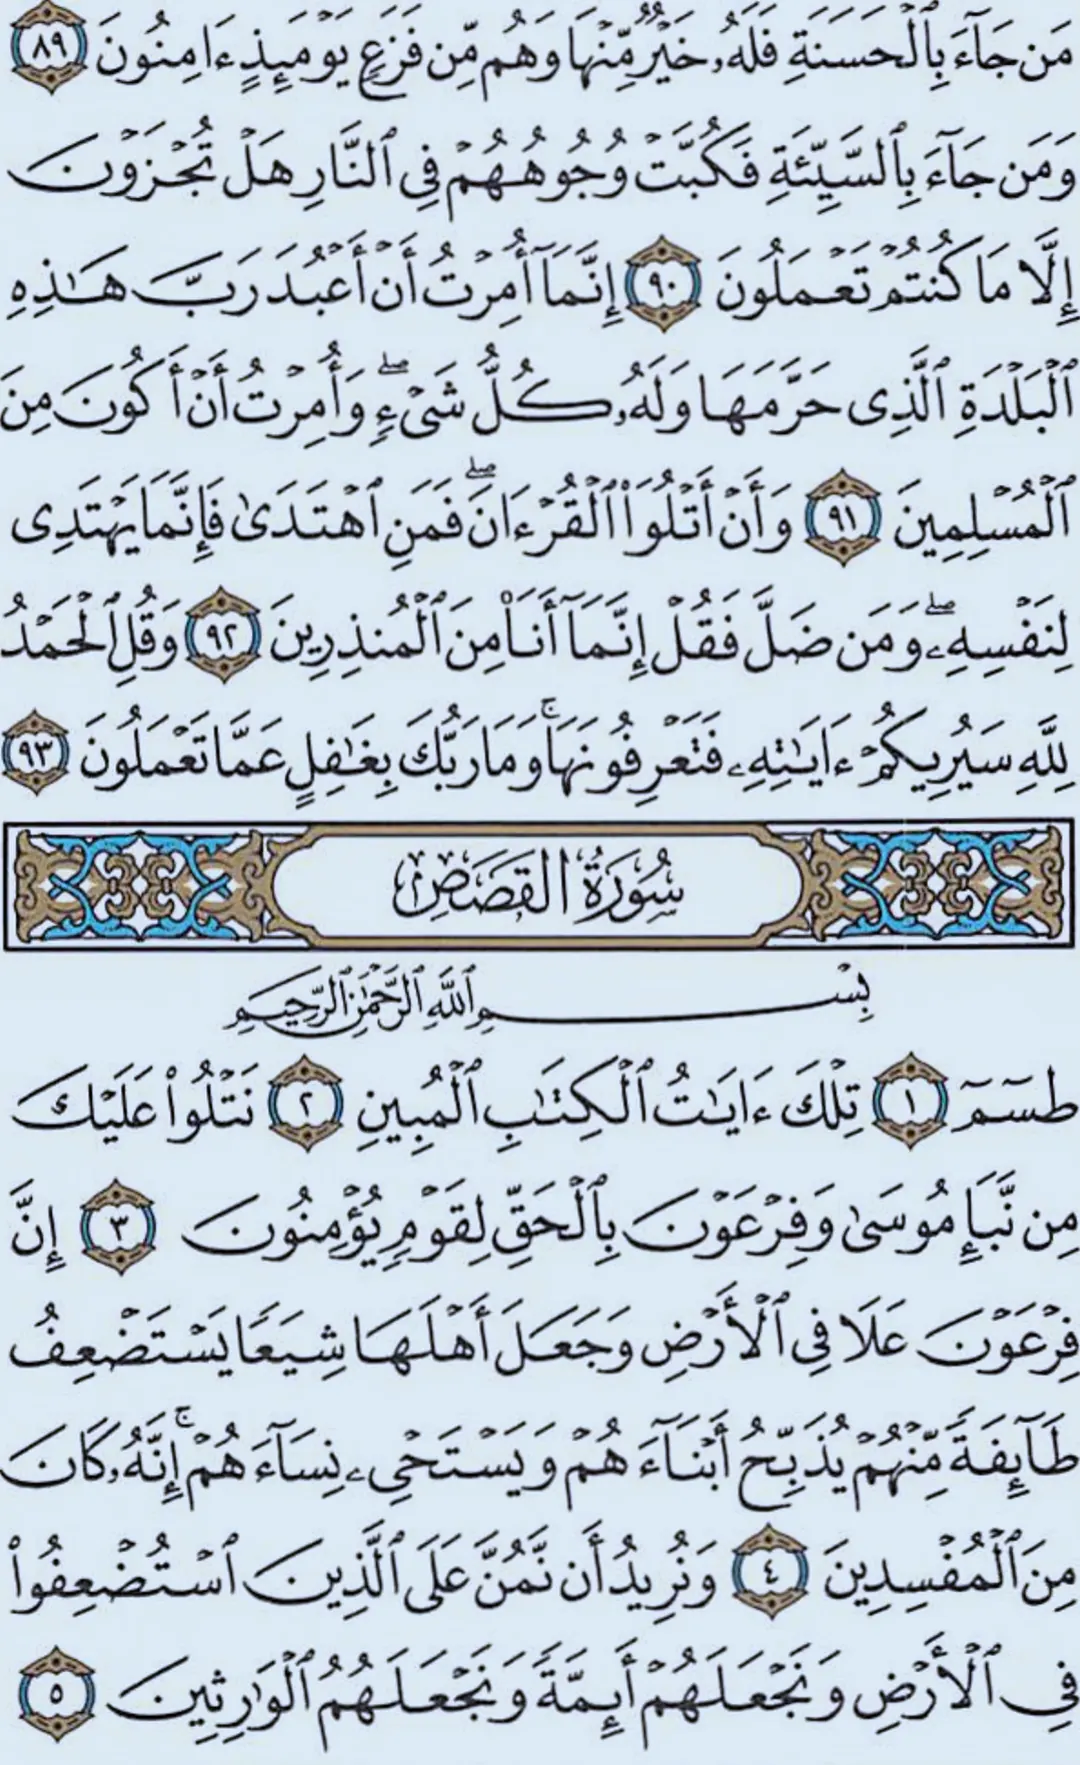 مَن جَآءَ بِٱلْحَسَنَةِ فَلَهُۥ خَيْرٌ مِّنْهَا وَهُم مِّن فَزَعٍ يَوْمَئِذٍ ءَامِنُونَ ٨٩
وَمَن جَآءَ بِٱلسَّيِّئَةِ فَكُبَّتْ وُجُوهُهُمْ فِى ٱلنَّارِ هَلْ تُجْزَوْنَ
إِلَّا مَا كُنتُمْ تَعْمَلُونَ ٩٠ إِنَّمَآ أُمِرْتُ أَنْ أَعْبُدَ رَبَّ هَـٰذِهِ
ٱلْبَلْدَةِ ٱلَّذِى حَرَّمَهَا وَلَهُۥ كُلُّ شَىْءٍ ۖ وَأُمِرْتُ أَنْ أَكُونَ مِنَ
ٱلْمُسْلِمِينَ ٩١ وَأَنْ أَتْلُوَا۟ ٱلْقُرْءَانَ ۖ فَمَنِ ٱهْتَدَىٰ فَإِنَّمَا يَهْتَدِى
لِنَفْسِهِۦ ۖ وَمَن ضَلَّ فَقُلْ إِنَّمَآ أَنَا۠ مِنَ ٱلْمُنذِرِينَ ٩٢ وَقُلِ ٱلْحَمْدُ
لِلَّهِ سَيُرِيكُمْ ءَايَـٰتِهِۦ فَتَعْرِفُونَهَا ۚ وَمَا رَبُّكَ بِغَـٰفِلٍ عَمَّا تَعْمَلُونَ ٩٣
سُورَةُ القَصَصِ
بِسْمِ ٱللَّهِ ٱلرَّحْمَـٰنِ ٱلرَّحِيمِ
طسٓمٓ ١ تِلْكَ ءَايَـٰتُ ٱلْكِتَـٰبِ ٱلْمُبِينِ ٢ نَتْلُوا۟ عَلَيْكَ
مِن نَّبَإِ مُوسَىٰ وَفِرْعَوْنَ بِٱلْحَقِّ لِقَوْمٍ يُؤْمِنُونَ ٣ إِنَّ
فِرْعَوْنَ عَلَا فِى ٱلْأَرْضِ وَجَعَلَ أَهْلَهَا شِيَعًا يَسْتَضْعِفُ
طَآئِفَةً مِّنْهُمْ يُذَبِّحُ أَبْنَآءَهُمْ وَيَسْتَحْىِۦ نِسَآءَهُمْ ۚ إِنَّهُۥ كَانَ
مِنَ ٱلْمُفْسِدِينَ ٤ وَنُرِيدُ أَن نَّمُنَّ عَلَى ٱلَّذِينَ ٱسْتُضْعِفُوا۟
فِى ٱلْأَرْضِ وَنَجْعَلَهُمْ أَئِمَّةً وَنَجْعَلَهُمُ ٱلْوَٰرِثِينَ ٥